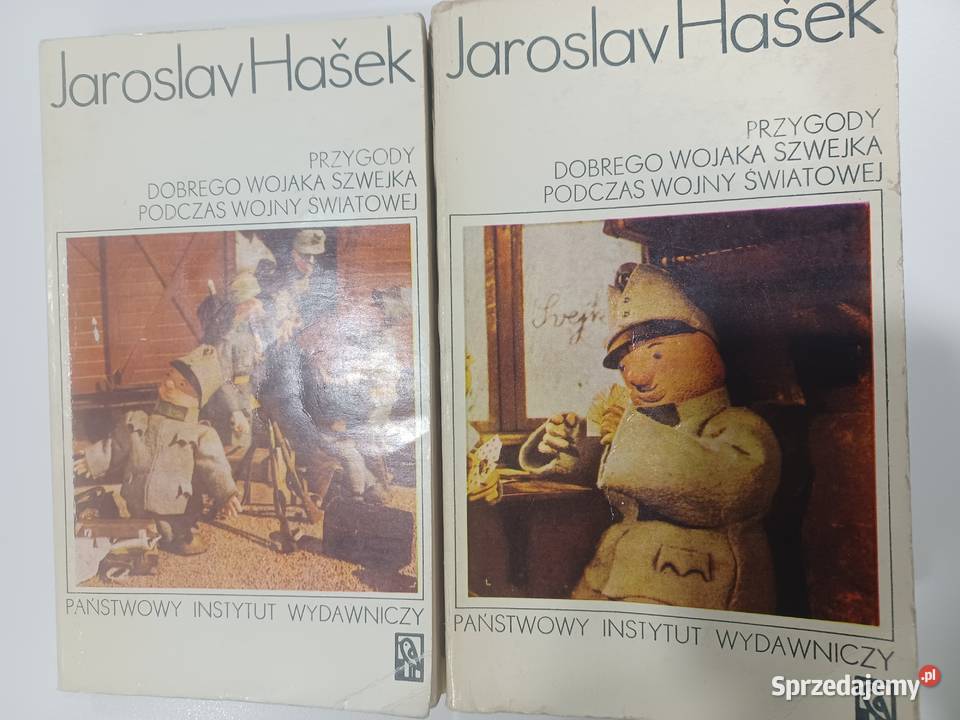 Jaroslav Hašek
PRZYGODY
DOBREGO WOJAKA SZWEJKA
PODCZAS WOJNY ŚWIATOWEJ
PAŃSTWOWY INSTYTUT WYDAWNICZY
Jaroslav Hašek
PRZYGODY
DOBREGO WOJAKA SZWEJKA
PODCZAS WOJNY ŚWIATOWEJ
Svejk
PAŃSTWOWY INSTYTUT WYDAWNICZY
Sprzedajemy.pl